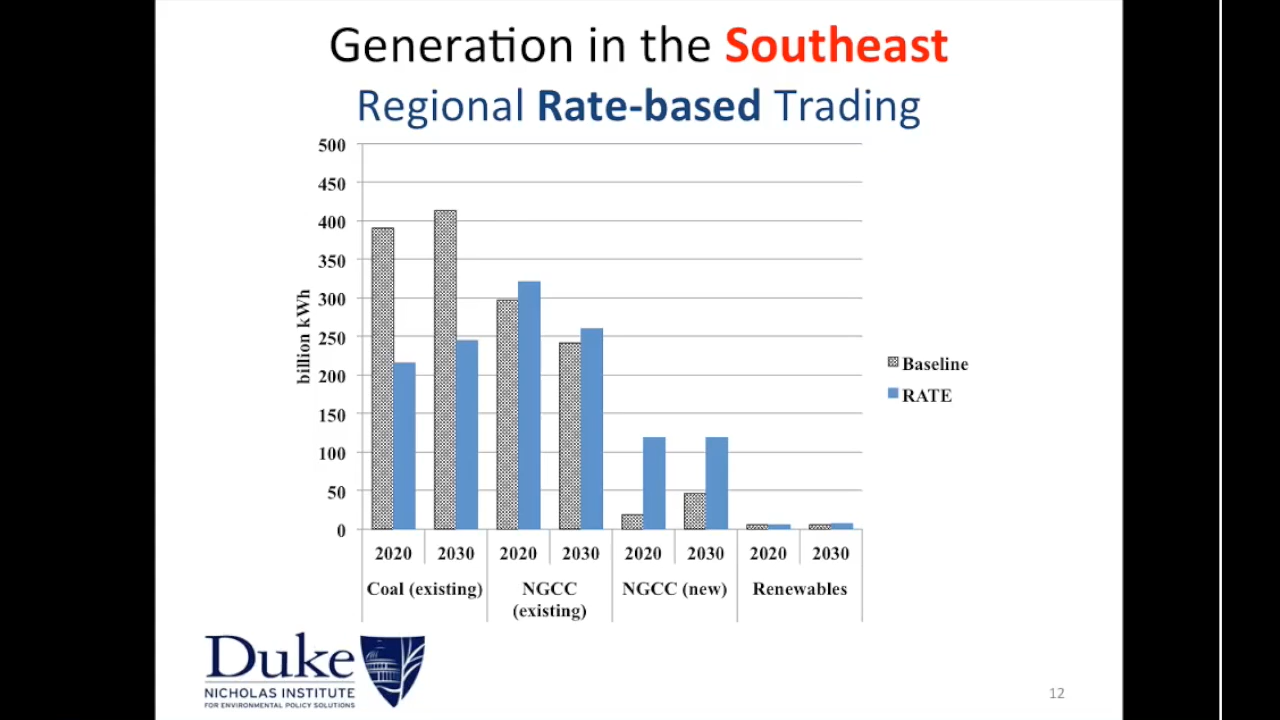 Generation in the Southeast
Regional Rate-based Trading
500
450
400
350
300
250
200
150
100
50
0
billion kWh
2020 2030 2020 2030 2020 2030 2020 2030
Coal (existing) NGCC (existing) NGCC (new) Renewables
Baseline
RATE
Duke
NICHOLAS INSTITUTE
FOR ENVIRONMENTAL POLICY SOLUTIONS
12